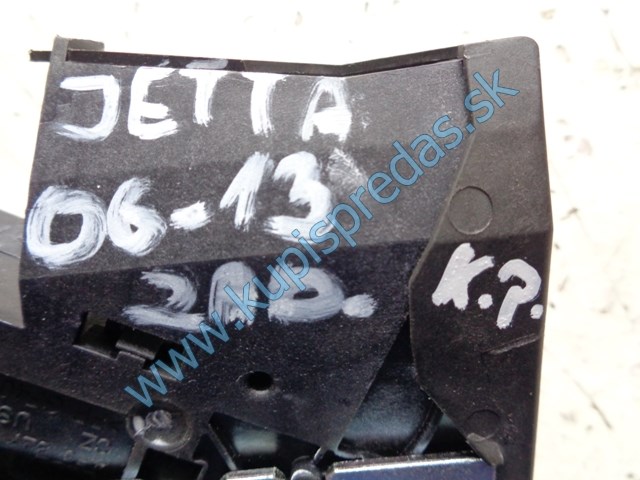 JETTA
06-13
ZAD.
K.P.
www.kupispredas.sk